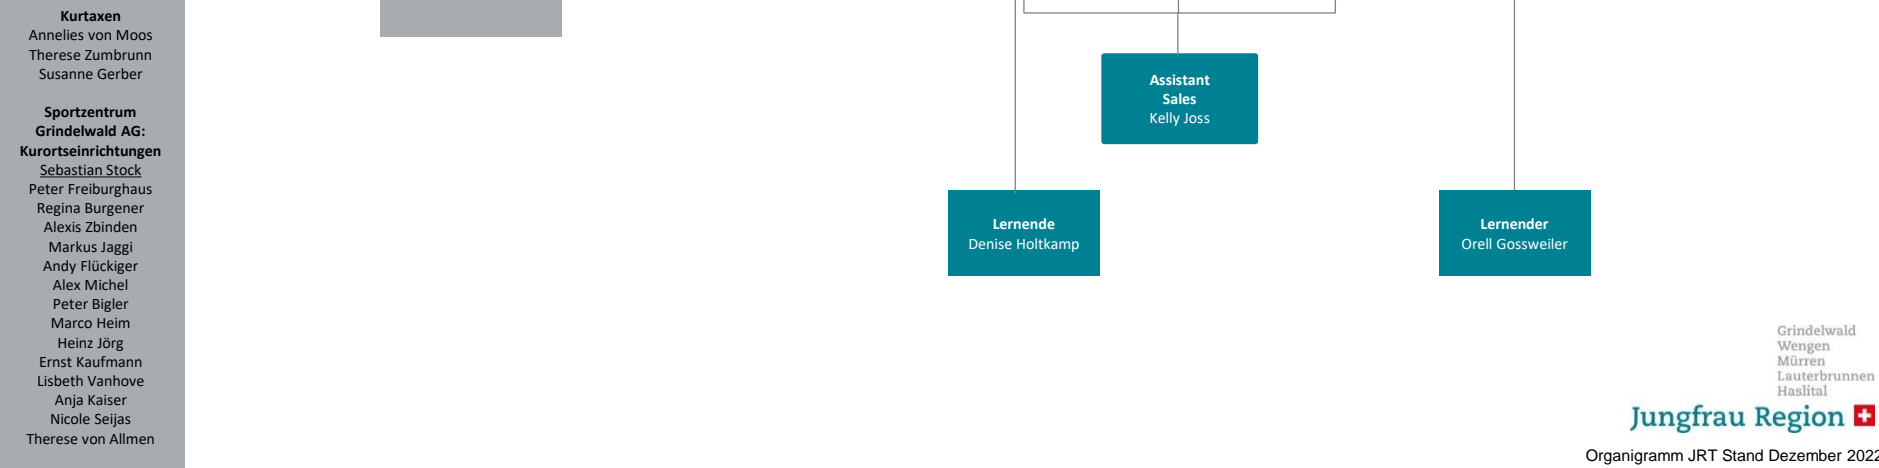 Kurtaxen
Annelies von Moos
Therese Zumbrunn
Susanne Gerber
Sportzentrum
Grindelwald AG:
Kurortseinrichtungen
Sebastian Stock
Peter Freiburghaus
Regina Burgener
Alexis Zbinden
Markus Jaggi
Andy Flückiger
Alex Michel
Peter Bigler
Marco Heim
Heinz Jörg
Ernst Kaufmann
Lisbeth Vanhove
Anja Kaiser
Nicole Seijas
Therese von Allmen
Assistant
Sales
Kelly Joss
Lernende
Denise Holtkamp
Lernender
Orell Gossweiler
Grindelwald
Wengen
Mürren
Lauterbrunnen
Haslital
Jungfrau Region
Organigramm JRT Stand Dezember 2022